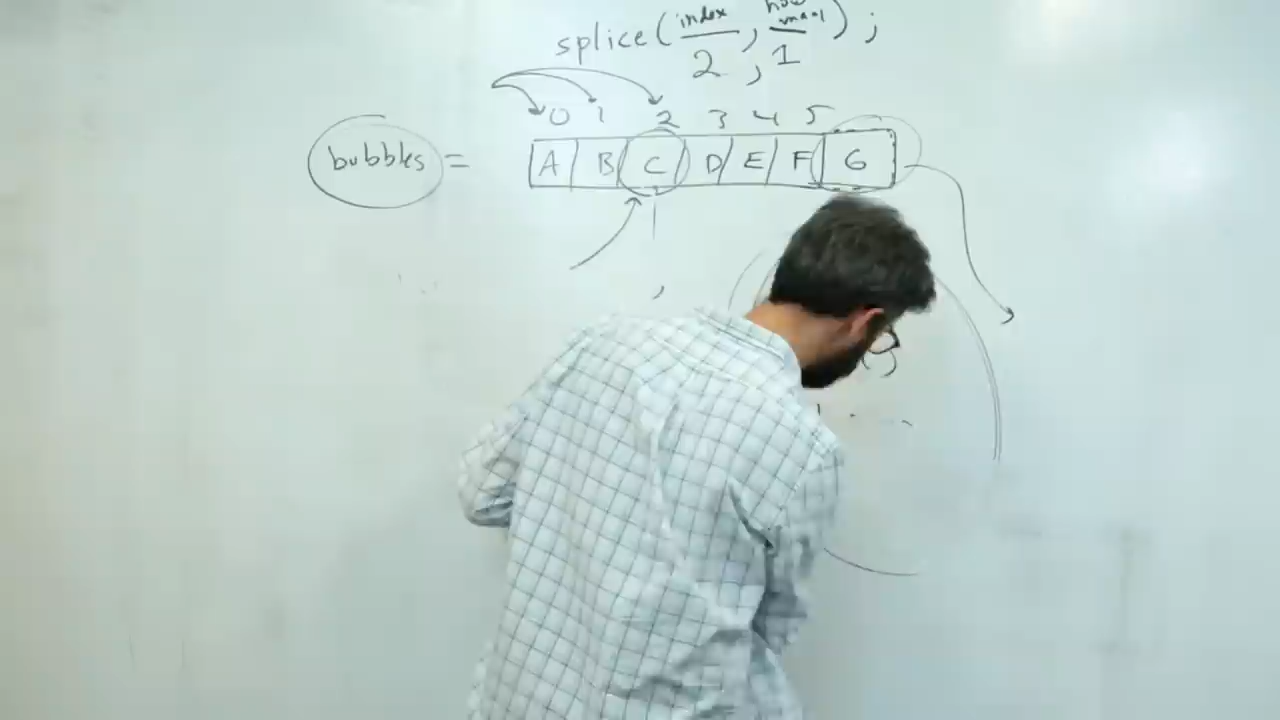 splice(index, how many);
2, 1
0 1 2 3 4 5
bubbles = A B C D E F G